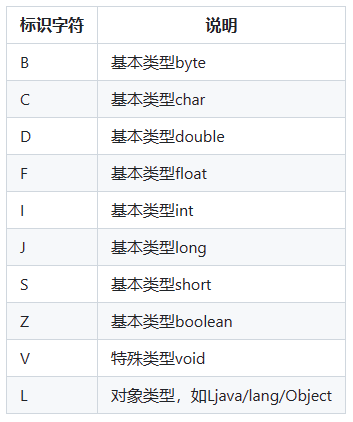 标识字符 说明
B 基本类型byte
C 基本类型char
D 基本类型double
F 基本类型float
I 基本类型int
J 基本类型long
S 基本类型short
Z 基本类型boolean
V 特殊类型void
L 对象类型，如Ljava/lang/Object